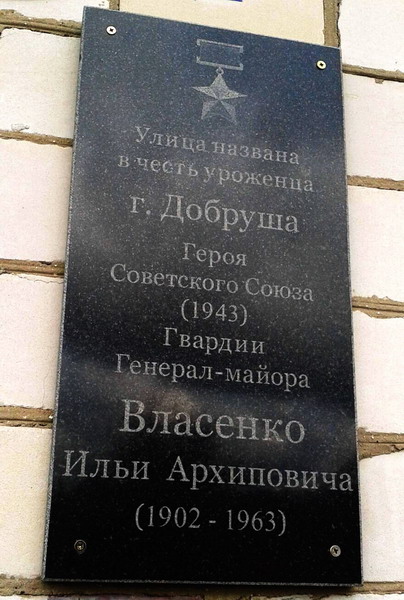 Улица названа
в честь уроженца
г. Добруша
Героя
Советского Союза
(1943)
Гвардии
Генерал-майора
Власенко
Ильи Архиповича
(1902 - 1963)